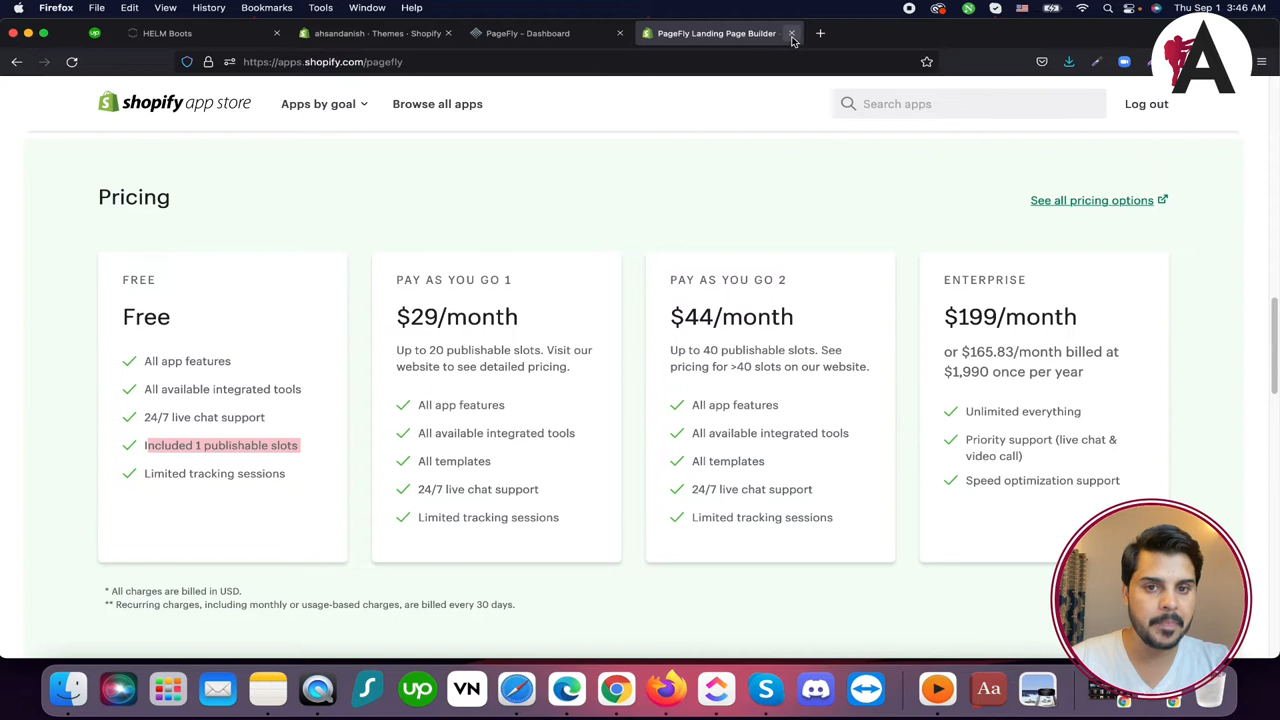 Firefox File Edit View History Bookmarks Tools Window Help Thu Sep 1 3:46 AM
HELM Boots
ahsandanish · Themes · Shopify
PageFly - Dashboard
PageFly Landing Page Builder
https://apps.shopify.com/pagefly
A
shopify app store
Apps by goal
Browse all apps
Search apps
Log out
Pricing
See all pricing options
FREE
Free
All app features
All available integrated tools
24/7 live chat support
Included 1 publishable slots
Limited tracking sessions
PAY AS YOU GO 1
$29/month
Up to 20 publishable slots. Visit our
website to see detailed pricing.
All app features
All available integrated tools
All templates
24/7 live chat support
Limited tracking sessions
PAY AS YOU GO 2
$44/month
Up to 40 publishable slots. See
pricing for >40 slots on our website.
All app features
All available integrated tools
All templates
24/7 live chat support
Limited tracking sessions
ENTERPRISE
$199/month
or $165.83/month billed at
$1,990 once per year
Unlimited everything
Priority support (live chat &
video call)
Speed optimization support
* All charges are billed in USD.
** Recurring charges, including monthly or usage-based charges, are billed every 30 days.
up
VN
Aa